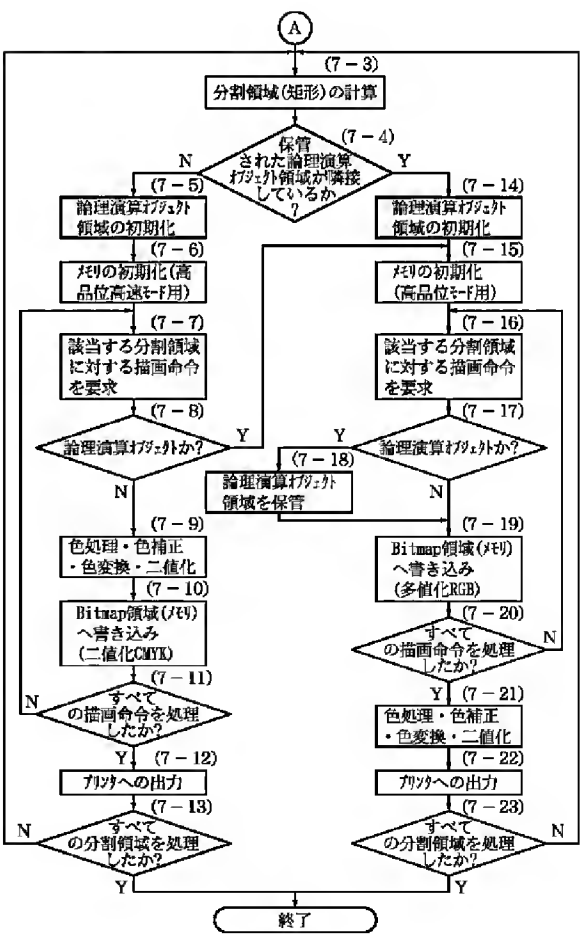 A
(7-3)
分割領域(矩形)の計算
(7-4)
保管
された論理演算
オブジェクト領域が隣接
しているか
?
N
Y
(7-5)
論理演算オブジェクト
領域の初期化
(7-6)
メモリの初期化(高
品位高速モード用)
(7-7)
該当する分割領域
に対する描画命令
を要求
(7-8)
論理演算オブジェクトか?
Y
N
(7-9)
色処理・色補正
・色変換・二値化
(7-10)
Bitmap領域(メモリ)
へ書き込み
(二値化CMYK)
(7-11)
すべて
の描画命令を処理
したか?
N
Y
(7-12)
プリンタへの出力
(7-13)
すべて
の分割領域を処理
したか?
N
Y
(7-14)
論理演算オブジェクト
領域の初期化
(7-15)
メモリの初期化
(高品位モード用)
(7-16)
該当する分割領域
に対する描画命令
を要求
(7-17)
論理演算オブジェクトか?
Y
N
(7-18)
論理演算オブジェクト
領域を保管
(7-19)
Bitmap領域(メモリ)
へ書き込み
(多値化RGB)
(7-20)
すべて
の描画命令を処理
したか?
N
Y
(7-21)
色処理・色補正
・色変換・二値化
(7-22)
プリンタへの出力
(7-23)
すべて
の分割領域を処理
したか?
N
Y
終了